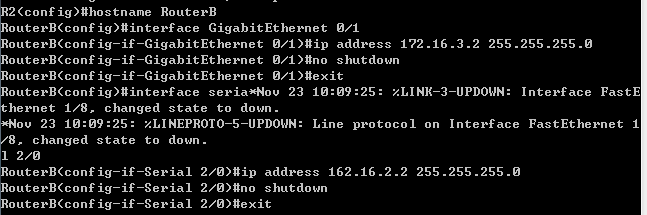 R2(config)#hostname RouterB
RouterB(config)#interface GigabitEthernet 0/1
RouterB(config-if-GigabitEthernet 0/1)#ip address 172.16.3.2 255.255.255.0
RouterB(config-if-GigabitEthernet 0/1)#no shutdown
RouterB(config-if-GigabitEthernet 0/1)#exit
RouterB(config)#interface seria*Nov 23 10:09:25: %LINK-3-UPDOWN: Interface FastE
thernet 1/8, changed state to down.
*Nov 23 10:09:25: %LINEPROTO-5-UPDOWN: Line protocol on Interface FastEthernet 1
/8, changed state to down.
l 2/0
RouterB(config-if-Serial 2/0)#ip address 162.16.2.2 255.255.255.0
RouterB(config-if-Serial 2/0)#no shutdown
RouterB(config-if-Serial 2/0)#exit